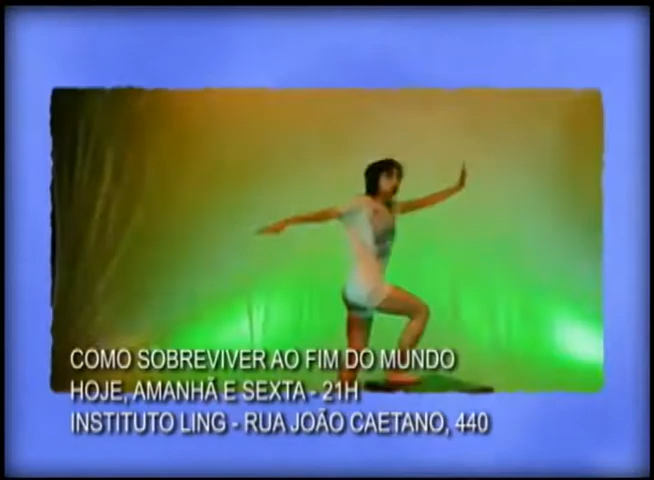 COMO SOBREVIVER AO FIM DO MUNDO
HOJE, AMANHÃ E SEXTA - 21H
INSTITUTO LING - RUA JOÃO CAETANO, 440